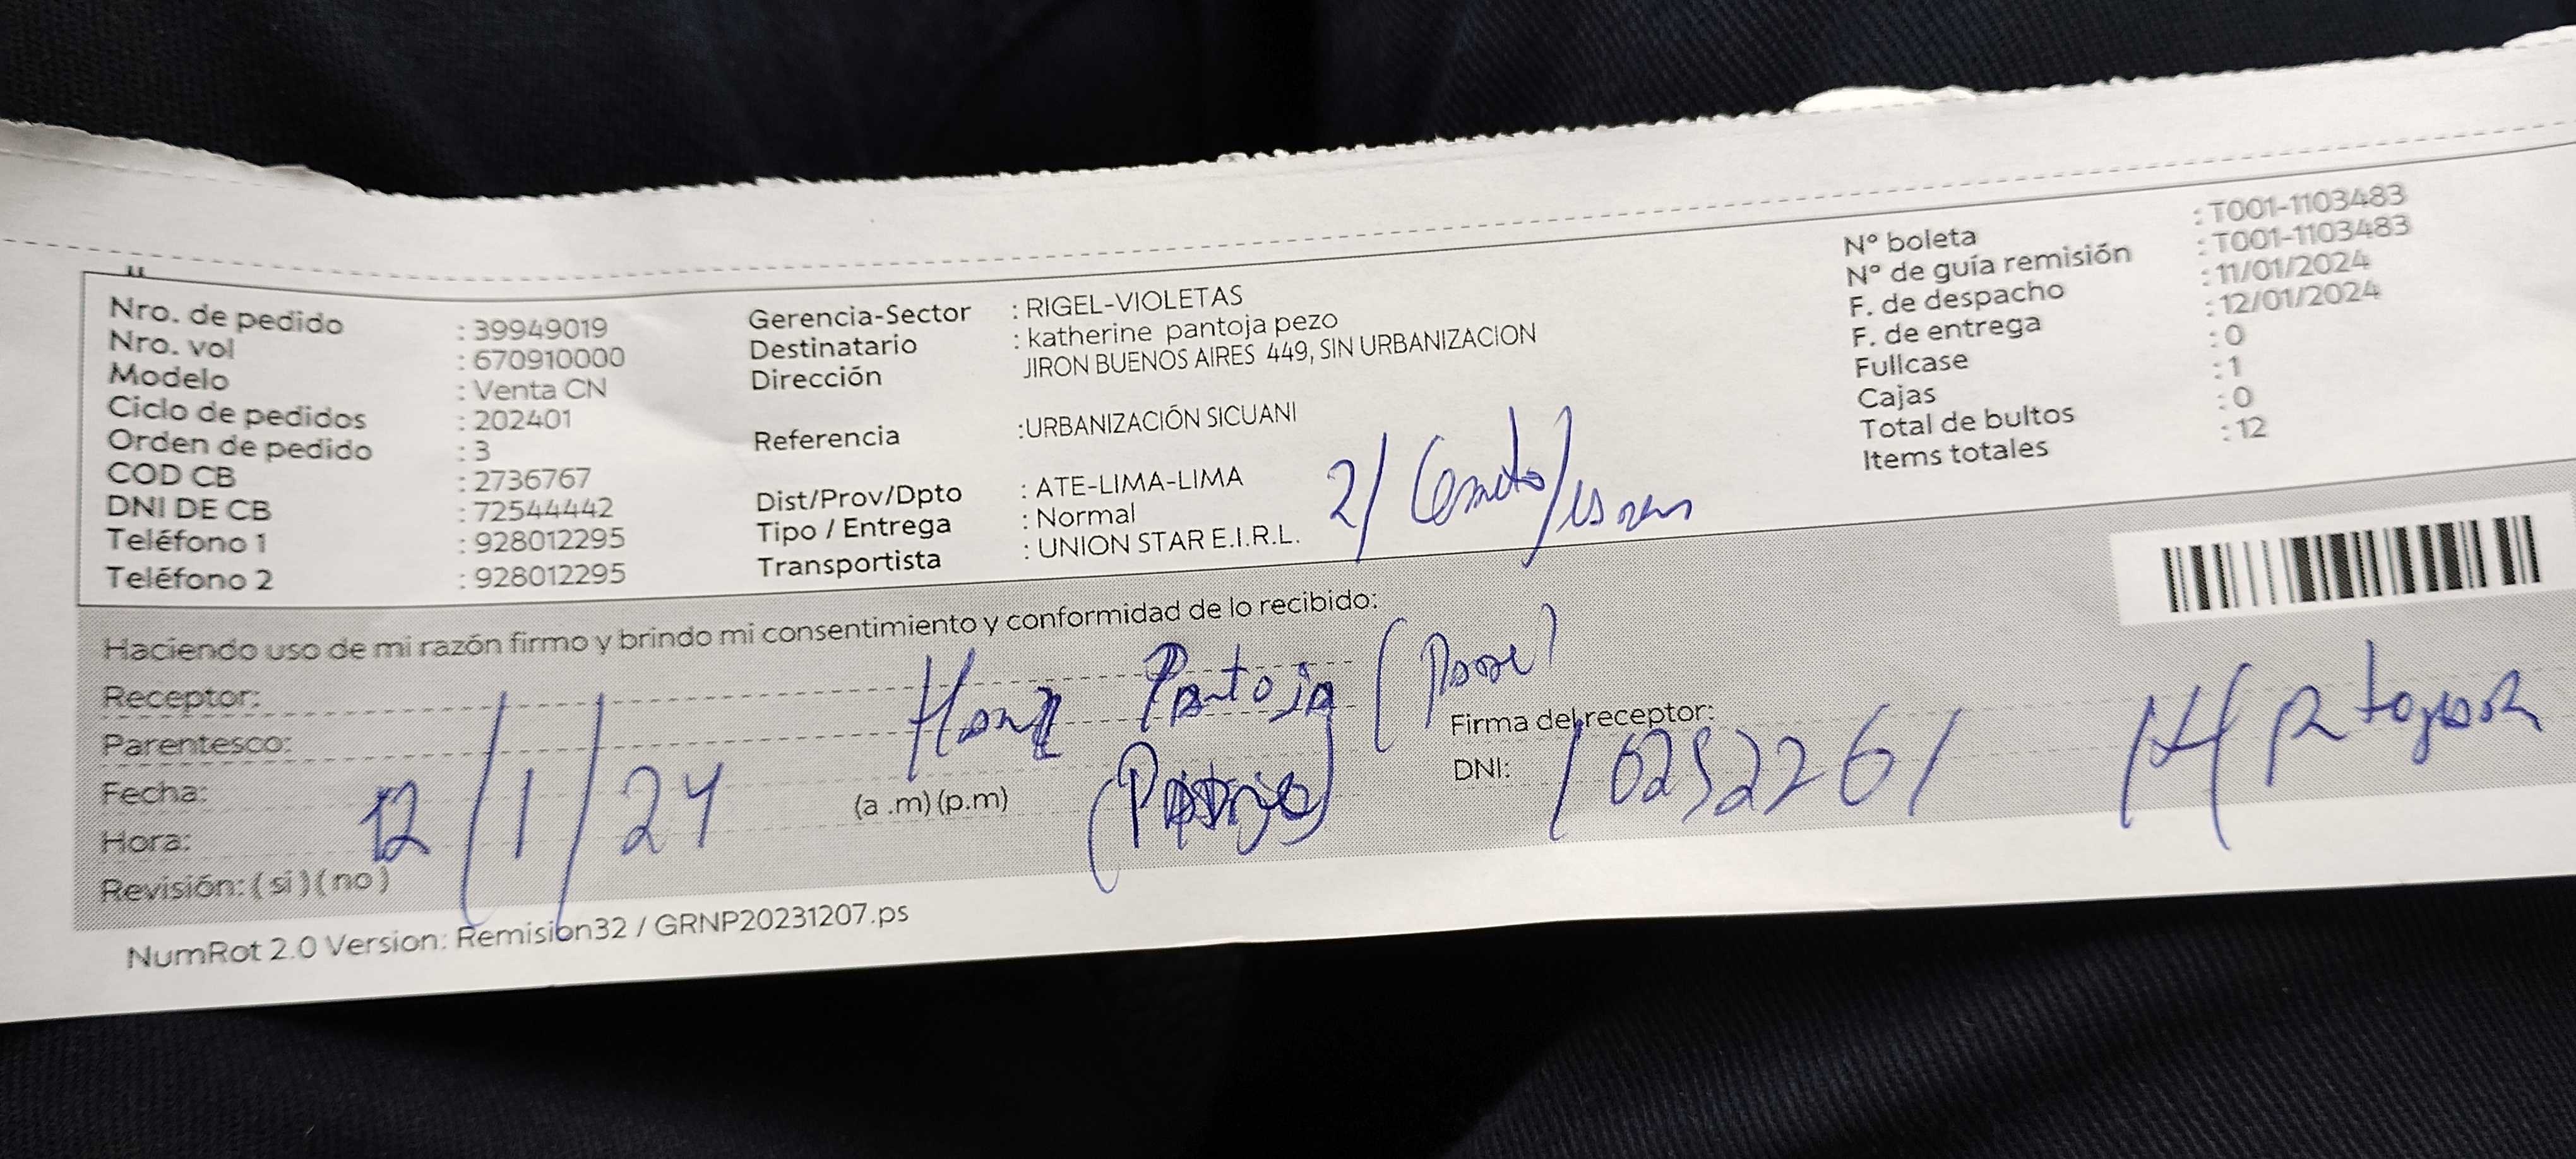 Nro. de pedido : 39949019
Nro. vol : 670910000
Modelo : Venta CN
Ciclo de pedidos : 202401
Orden de pedido : 3
COD CB : 2736767
DNI DE CB : 72544442
Teléfono 1 : 928012295
Teléfono 2 : 928012295
Gerencia-Sector : RIGEL-VIOLETAS
Destinatario : katherine pantoja pezo
Dirección JIRON BUENOS AIRES 449, SIN URBANIZACION
Referencia :URBANIZACIÓN SICUANI
Dist/Prov/Dpto : ATE-LIMA-LIMA
Tipo / Entrega : Normal
Transportista : UNION STAR E.I.R.L.
2/
N° boleta : T001-1103483
N° de guía remisión : T001-1103483
F. de despacho : 11/01/2024
F. de entrega : 12/01/2024
Fullcase : 0
Cajas : 1
Total de bultos : 0
Items totales : 12
Haciendo uso de mi razón firmo y brindo mi consentimiento y conformidad de lo recibido:
Receptor: Pantoja
Parentesco:
Firma del receptor:
Fecha: 12/1/24
(a .m) (p.m)
DNI: 10252261
Hora:
Revisión: ( si ) ( no )
NumRot 2.0 Version: Remision32 / GRNP20231207.ps